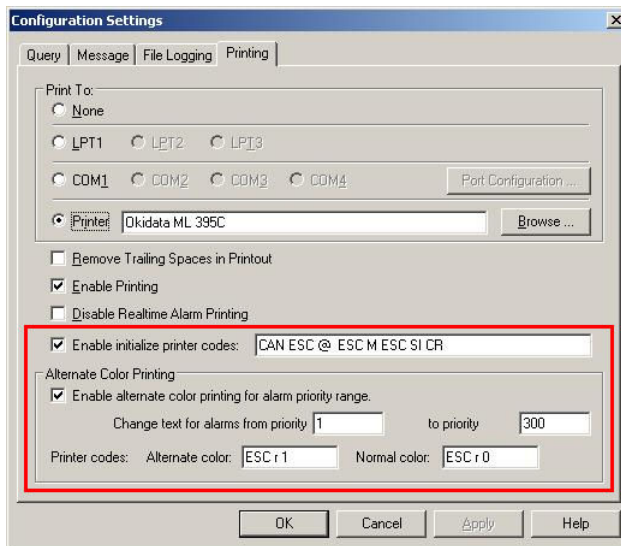 Configuration Settings
Query Message File Logging Printing
Print To:
None
LPT1 LPT2 LPT3
COM1 COM2 COM3 COM4 Port Configuration ...
Printer Okidata ML 395C Browse ...
Remove Trailing Spaces in Printout
Enable Printing
Disable Realtime Alarm Printing
Enable initialize printer codes: CAN ESC @ ESC M ESC SI CR
Alternate Color Printing
Enable alternate color printing for alarm priority range.
Change text for alarms from priority 1 to priority 300
Printer codes: Alternate color: ESC r 1 Normal color: ESC r 0
OK Cancel Apply Help